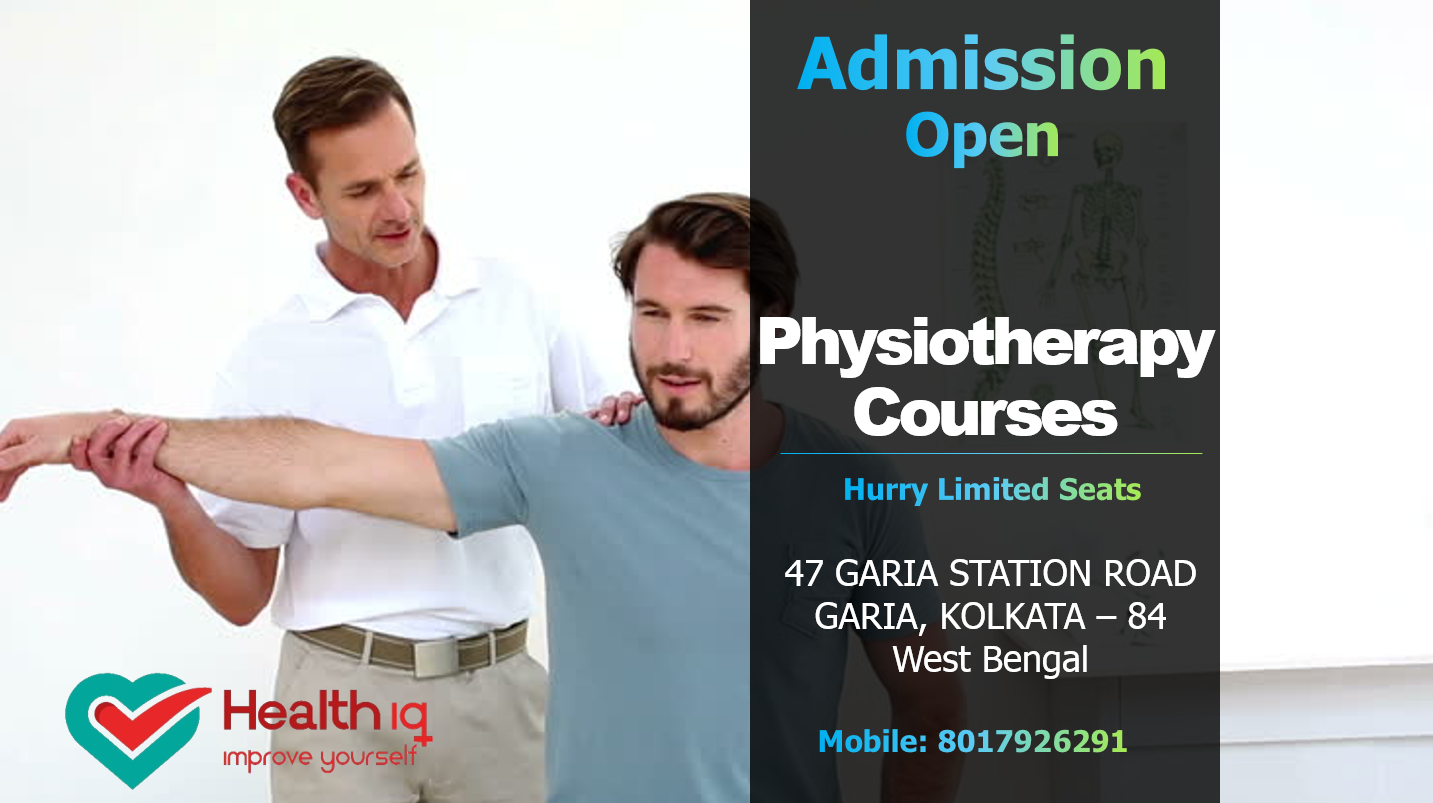 Admission
Open
Physiotherapy
Courses
Hurry Limited Seats
47 GARIA STATION ROAD
GARIA, KOLKATA – 84
West Bengal
Mobile: 8017926291
Health iq
improve yourself